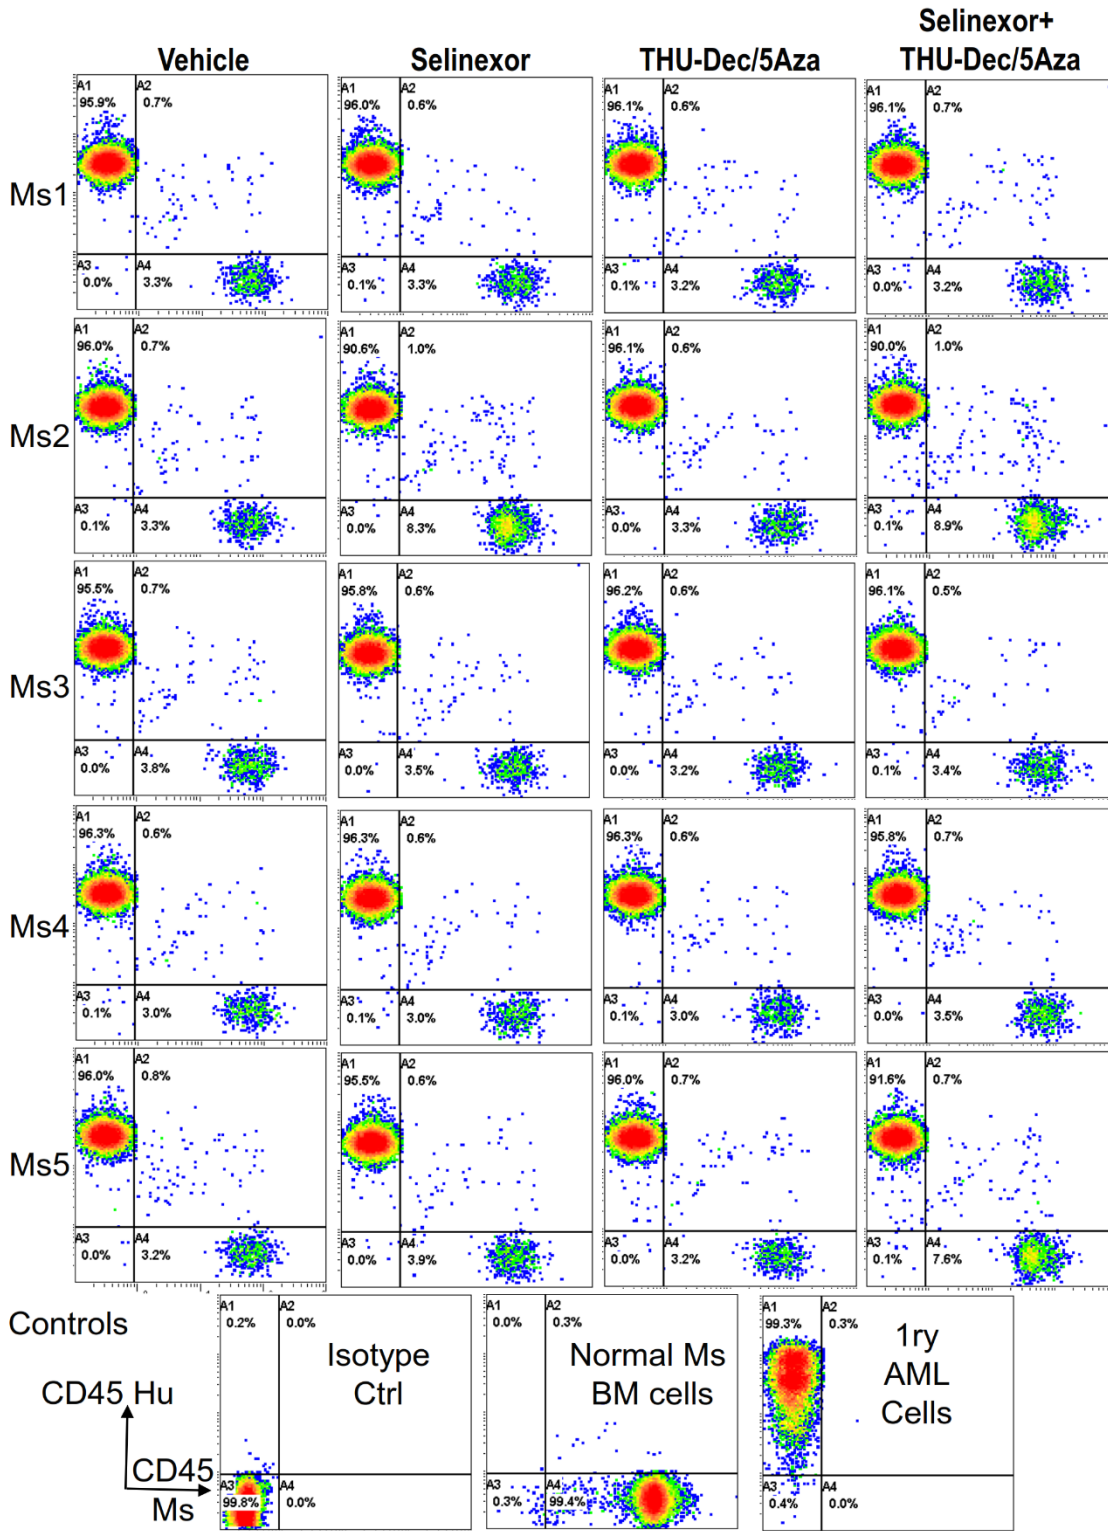 Selinexor+
Vehicle Selinexor THU-Dec/5Aza THU-Dec/5Aza
A1 A2 A1 A2 A1 A2 A1 A2
95.9% 0.7% 96.0% 0.6% 96.1% 0.6% 96.1% 0.7%
Ms1
A3 A4 A3 A4 A3 A4 A3 A4
0.0% 3.3% 0.1% 3.3% 0.1% 3.2% 0.0% 3.2%
A1 A2 A1 A2 A1 A2 A1 A2
96.0% 0.7% 90.6% 1.0% 96.1% 0.6% 90.0% 1.0%
Ms2
A3 A4 A3 A4 A3 A4 A3 A4
0.1% 3.3% 0.0% 8.3% 0.0% 3.3% 0.1% 8.9%
A1 A2 A1 A2 A1 A2 A1 A2
95.5% 0.7% 95.8% 0.6% 96.2% 0.6% 96.1% 0.5%
Ms3
A3 A4 A3 A4 A3 A4 A3 A4
0.0% 3.8% 0.0% 3.5% 0.0% 3.2% 0.1% 3.4%
A1 A2 A1 A2 A1 A2 A1 A2
96.3% 0.6% 96.3% 0.6% 96.3% 0.6% 95.8% 0.7%
Ms4
A3 A4 A3 A4 A3 A4 A3 A4
0.1% 3.0% 0.1% 3.0% 0.1% 3.0% 0.0% 3.5%
A1 A2 A1 A2 A1 A2 A1 A2
96.0% 0.8% 95.5% 0.6% 96.0% 0.7% 91.6% 0.7%
Ms5
A3 A4 A3 A4 A3 A4 A3 A4
0.0% 3.2% 0.0% 3.9% 0.0% 3.2% 0.1% 7.6%
Controls
A1 A2 A1 A2 A1 A2
0.2% 0.0% 0.0% 0.3% 99.3% 0.3%
Isotype Normal Ms 1ry
Ctrl BM cells AML
Cells
CD45 Hu
CD45
Ms
A3 A4 A3 A4 A3 A4
99.8% 0.0% 0.3% 99.4% 0.4% 0.0%